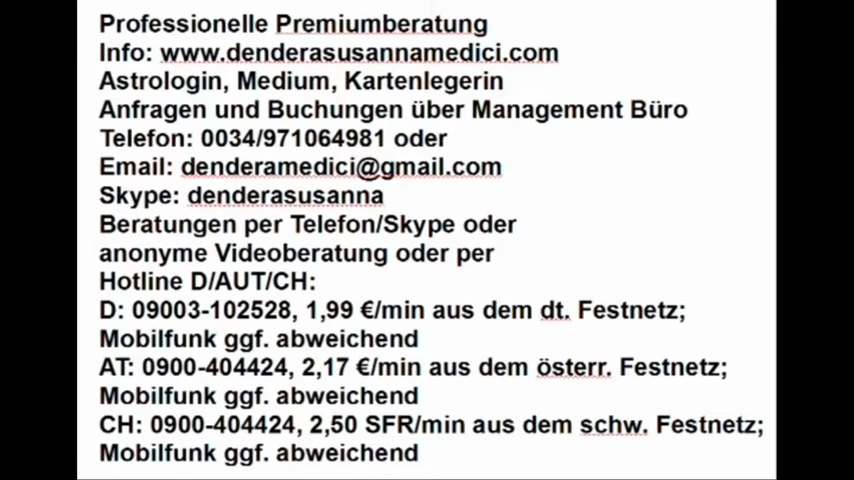 Professionelle Premiumberatung
Info: www.denderasusannamedici.com
Astrologin, Medium, Kartenlegerin
Anfragen und Buchungen über Management Büro
Telefon: 0034/971064981 oder
Email: denderamedici@gmail.com
Skype: denderasusanna
Beratungen per Telefon/Skype oder
anonyme Videoberatung oder per
Hotline D/AUT/CH:
D: 09003-102528, 1,99 €/min aus dem dt. Festnetz;
Mobilfunk ggf. abweichend
AT: 0900-404424, 2,17 €/min aus dem österr. Festnetz;
Mobilfunk ggf. abweichend
CH: 0900-404424, 2,50 SFR/min aus dem schw. Festnetz;
Mobilfunk ggf. abweichend